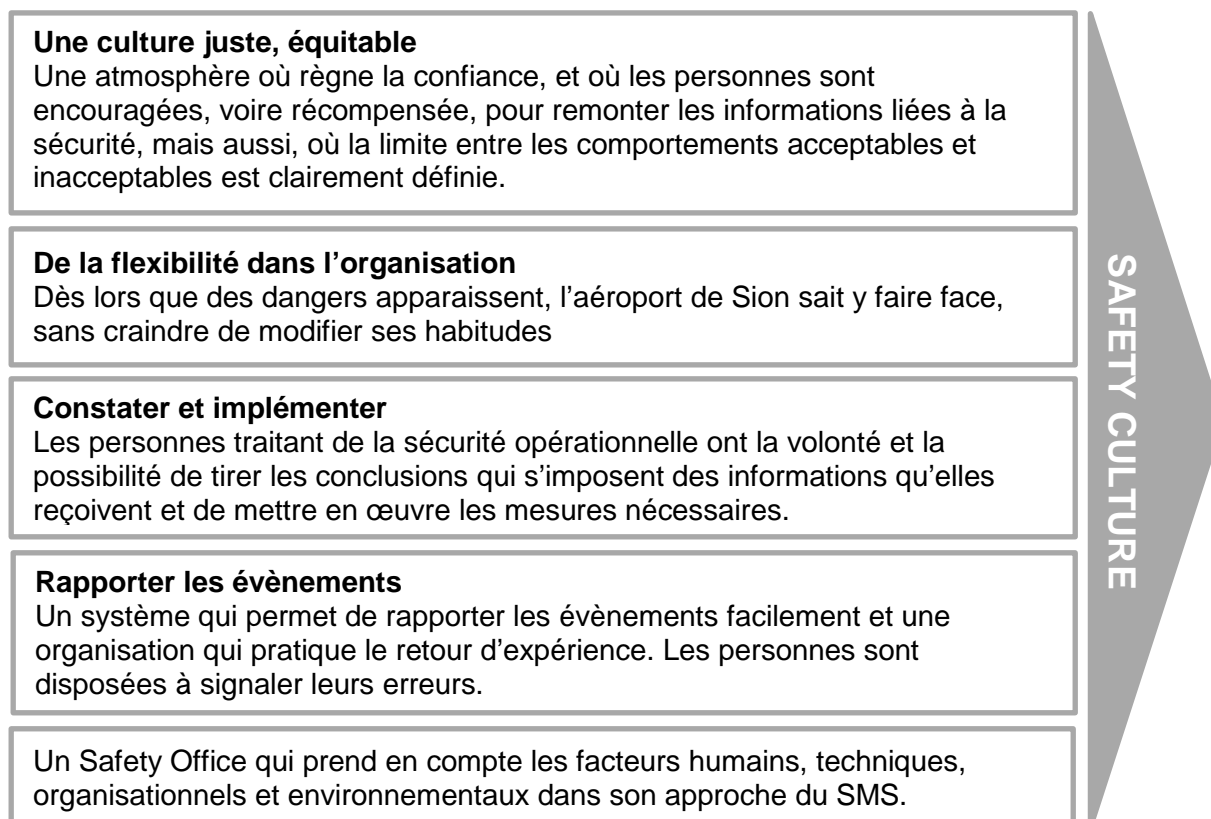 Une culture juste, équitable
Une atmosphère où règne la confiance, et où les personnes sont
encouragées, voire récompensée, pour remonter les informations liées à la
sécurité, mais aussi, où la limite entre les comportements acceptables et
inacceptables est clairement définie.
De la flexibilité dans l'organisation
Dès lors que des dangers apparaissent, l'aéroport de Sion sait y faire face,
sans craindre de modifier ses habitudes
Constater et implémenter
Les personnes traitant de la sécurité opérationnelle ont la volonté et la
possibilité de tirer les conclusions qui s'imposent des informations qu'elles
reçoivent et de mettre en œuvre les mesures nécessaires.
Rapporter les évènements
Un système qui permet de rapporter les évènements facilement et une
organisation qui pratique le retour d'expérience. Les personnes sont
disposées à signaler leurs erreurs.
Un Safety Office qui prend en compte les facteurs humains, techniques,
organisationnels et environnementaux dans son approche du SMS.
SAFETY CULTURE